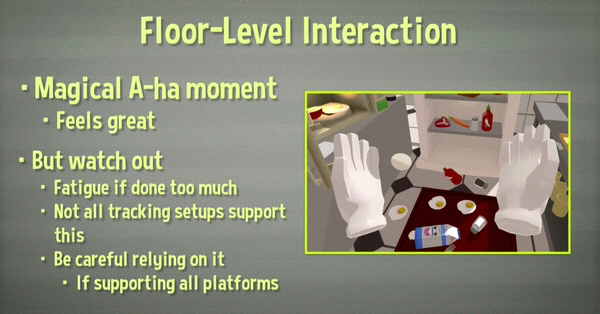 Floor-Level Interaction
· Magical A-ha moment
· Feels great
· But watch out
· Fatigue if done too much
· Not all tracking setups support
this
· Be careful relying on it
· If supporting all platforms